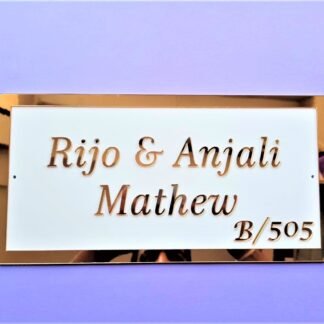 Rijo & Anjali
Mathew
B/505